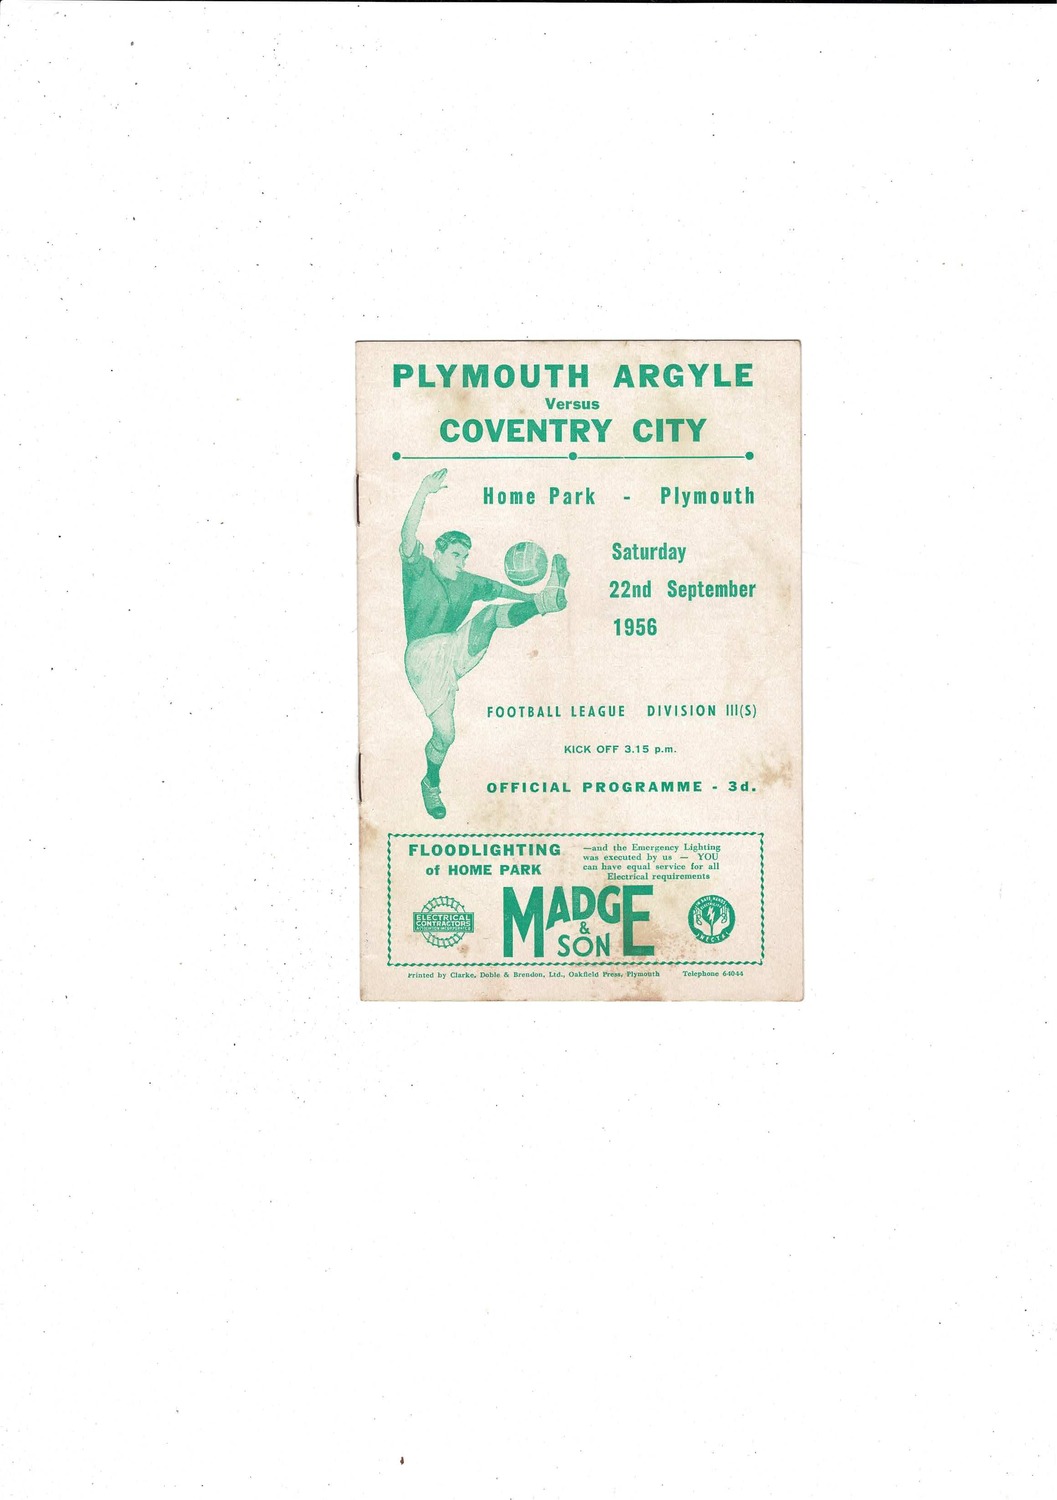 PLYMOUTH ARGYLE
Versus
COVENTRY CITY
Home Park - Plymouth
Saturday
22nd September
1956
FOOTBALL LEAGUE DIVISION III(S)
KICK OFF 3.15 p.m.
OFFICIAL PROGRAMME - 3d.
FLOODLIGHTING
of HOME PARK
—and the Emergency Lighting
was executed by us — YOU
can have equal service for all
Electrical requirements
ELECTRICAL
CONTRACTORS
MADGE
&
SON
Printed by Clarke, Doble & Brendon, Ltd., Oakfield Press, Plymouth Telephone 64044